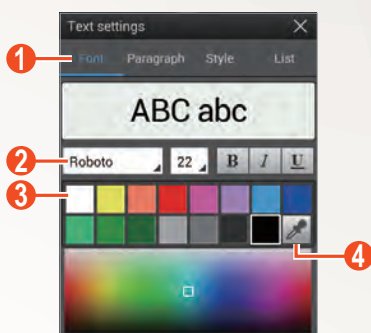 Text settings
1 Font Paragraph Style List
ABC abc
2 Roboto 22 B I U
3
4